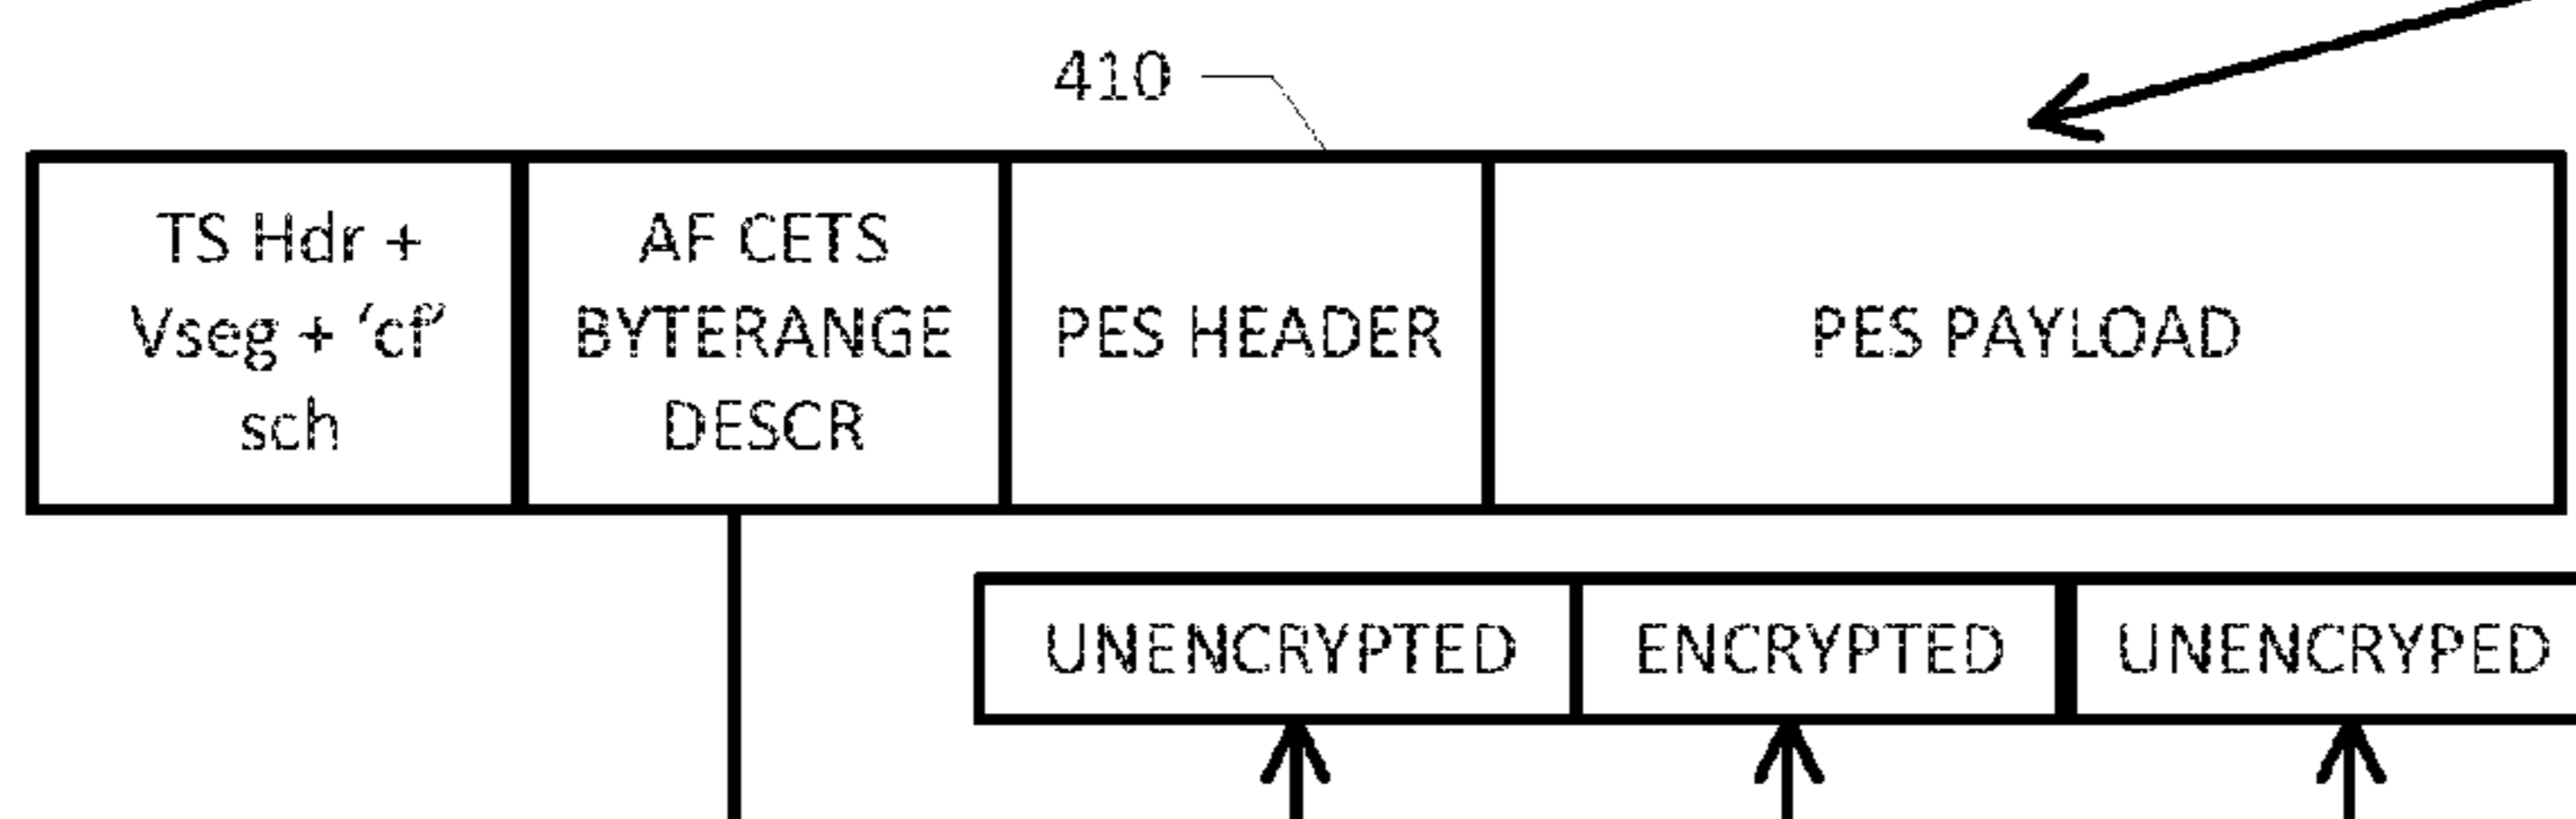 410
TS Hdr +
Vseg + ‘cf’
sch
AF CETS
BYTERANGE
DESCR
PES HEADER
PES PAYLOAD
UNENCRYPTED
ENCRYPTED
UNENCRYPED